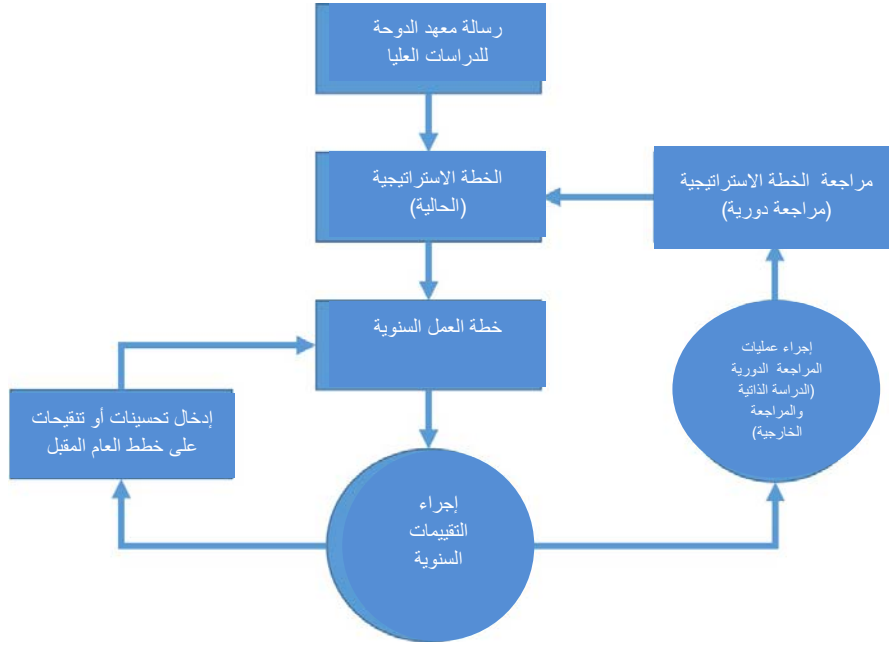 رسالة معهد الدوحة
للدراسات العليا
الخطة الاستراتيجية
(الحالية)
مراجعة الخطة الاستراتيجية
(مراجعة دورية)
خطة العمل السنوية
إجراء عمليات
المراجعة الدورية
(الدراسة الذاتية
والمراجعة
الخارجية)
إدخال تحسينات أو تنقيحات
على خطط العام المقبل
إجراء
التقييمات
السنوية